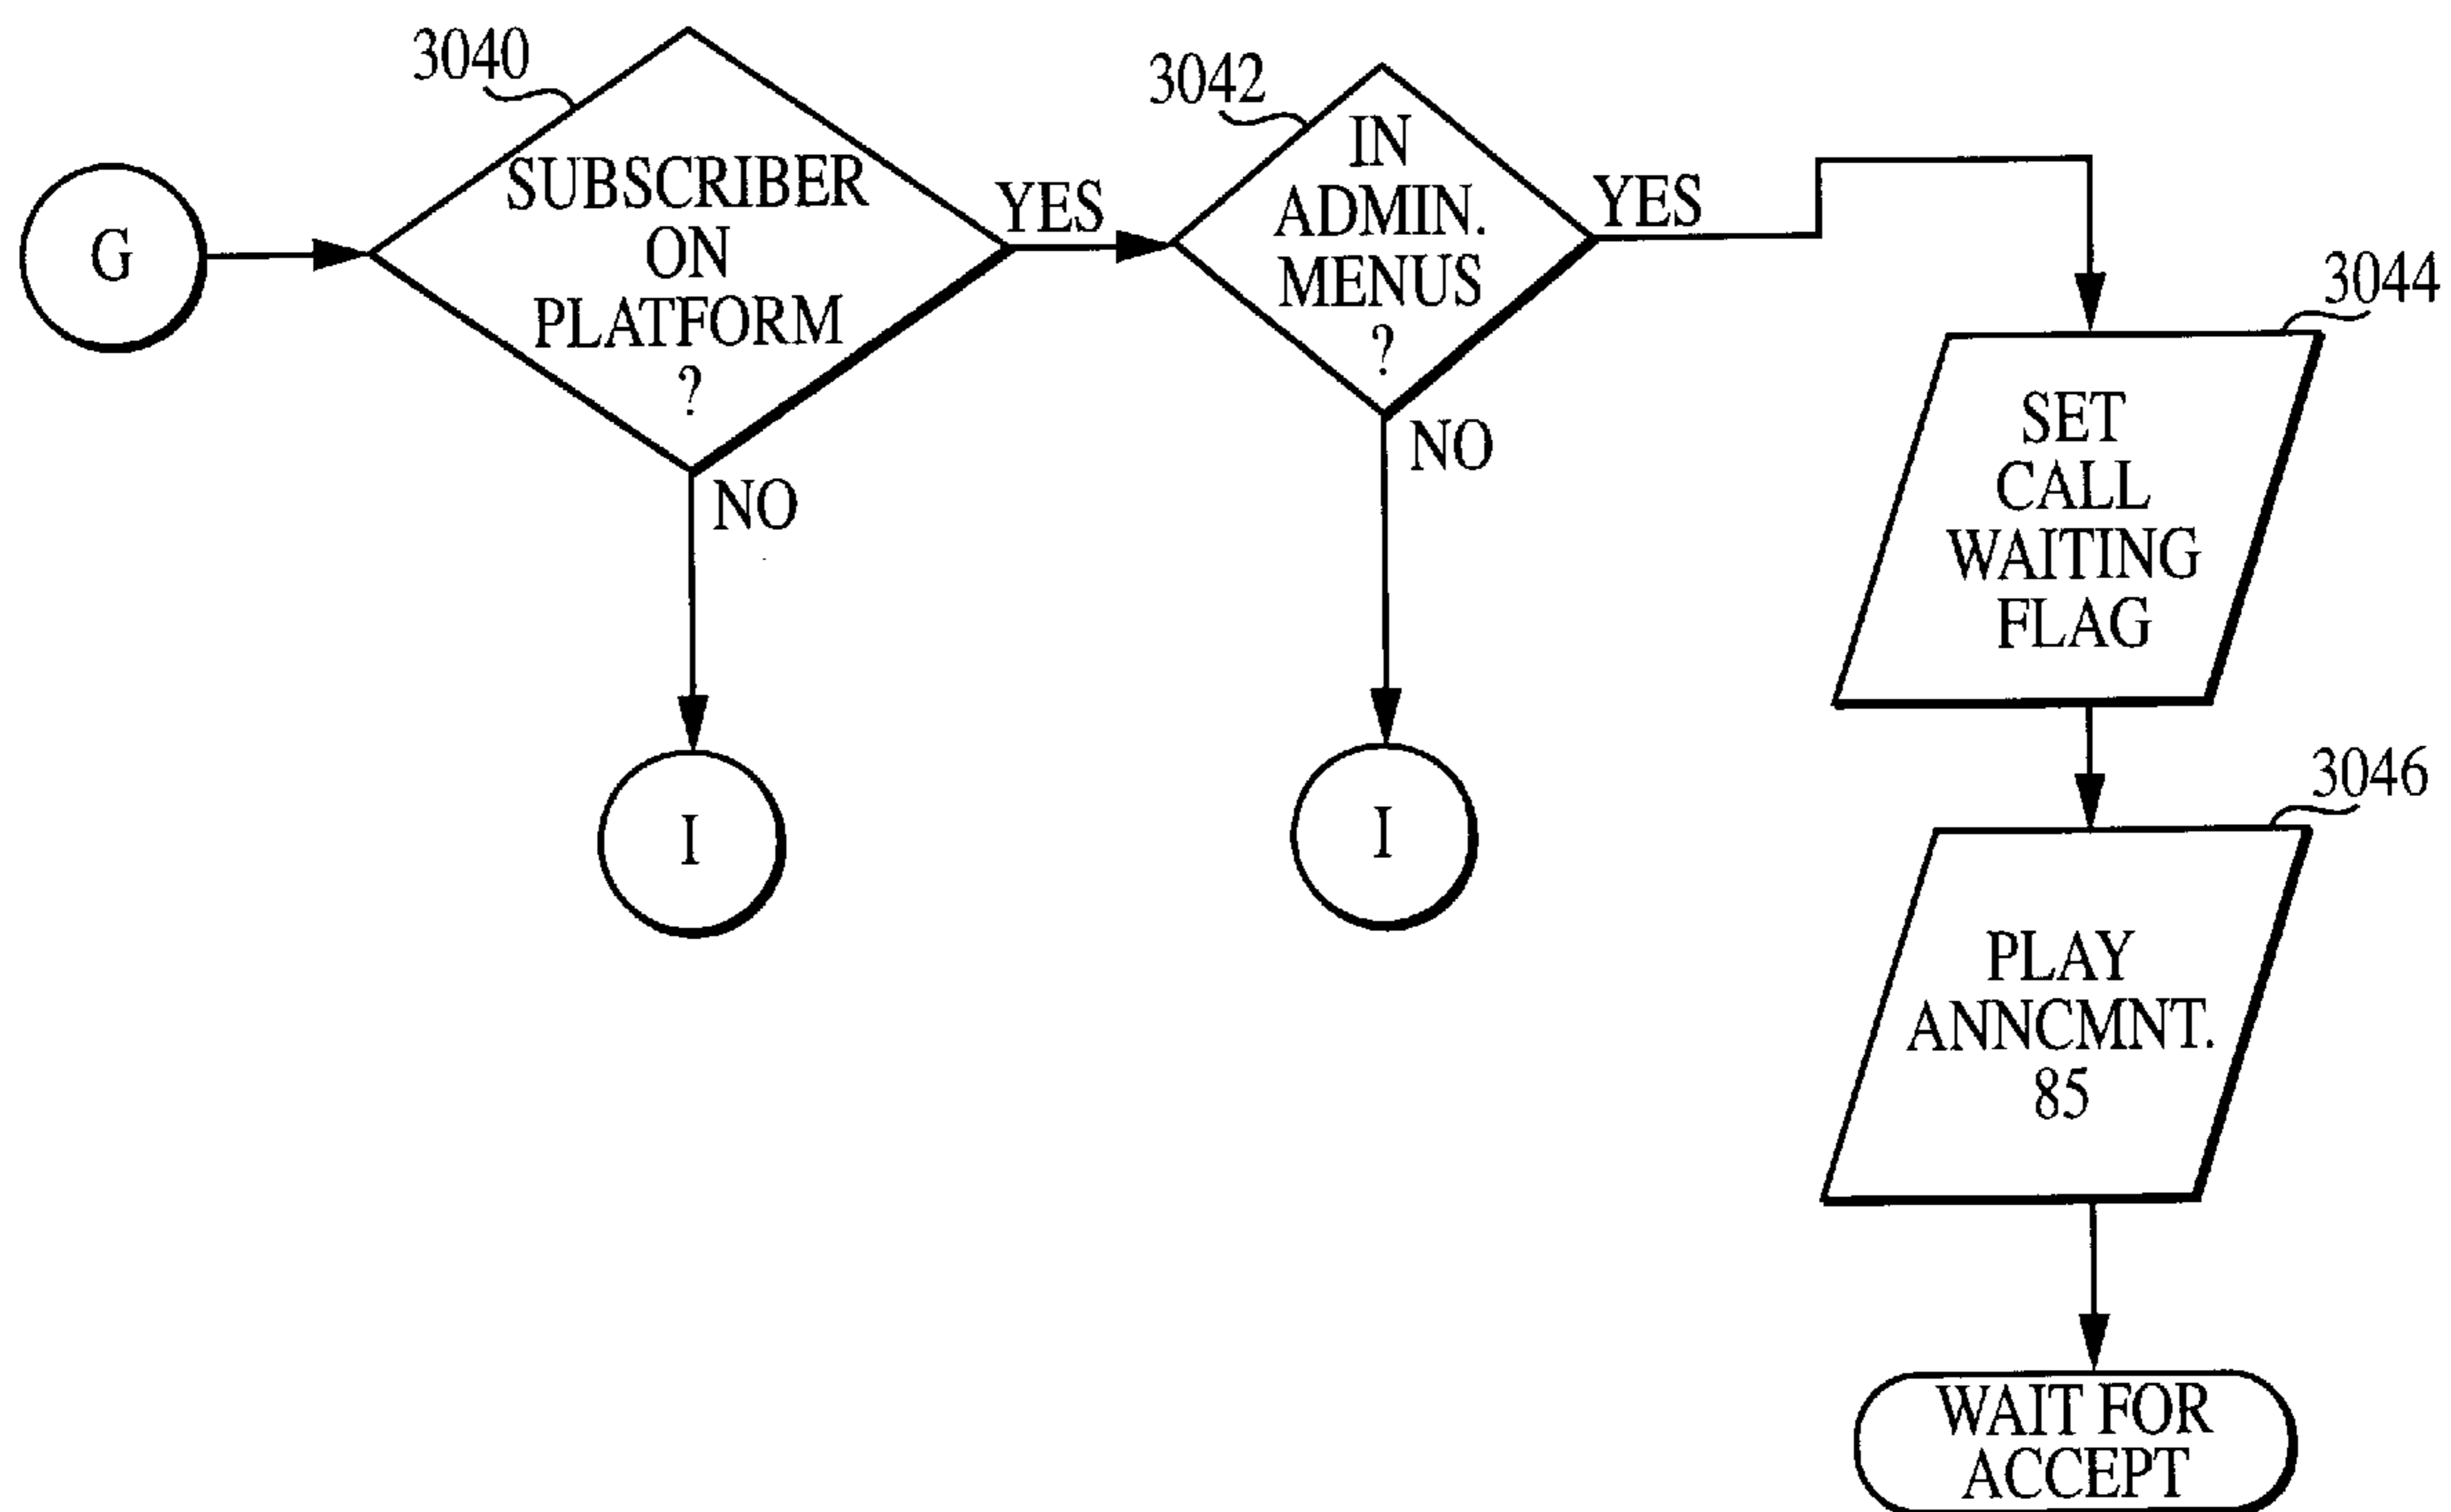 3040
G
SUBSCRIBER
ON
PLATFORM
?
YES
NO
I
3042
IN
ADMIN.
MENUS
?
YES
NO
I
3044
SET
CALL
WAITING
FLAG
3046
PLAY
ANNCMNT.
85
WAIT FOR
ACCEPT